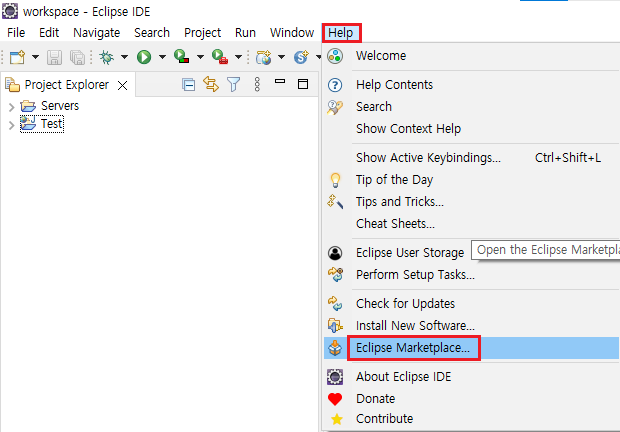 workspace - Eclipse IDE
File Edit Navigate Search Project Run Window Help
Project Explorer
Servers
Test
Welcome
Help Contents
Search
Show Context Help
Show Active Keybindings... Ctrl+Shift+L
Tip of the Day
Tips and Tricks...
Cheat Sheets...
Eclipse User Storage
Open the Eclipse Marketpla
Perform Setup Tasks...
Check for Updates
Install New Software...
Eclipse Marketplace...
About Eclipse IDE
Donate
Contribute